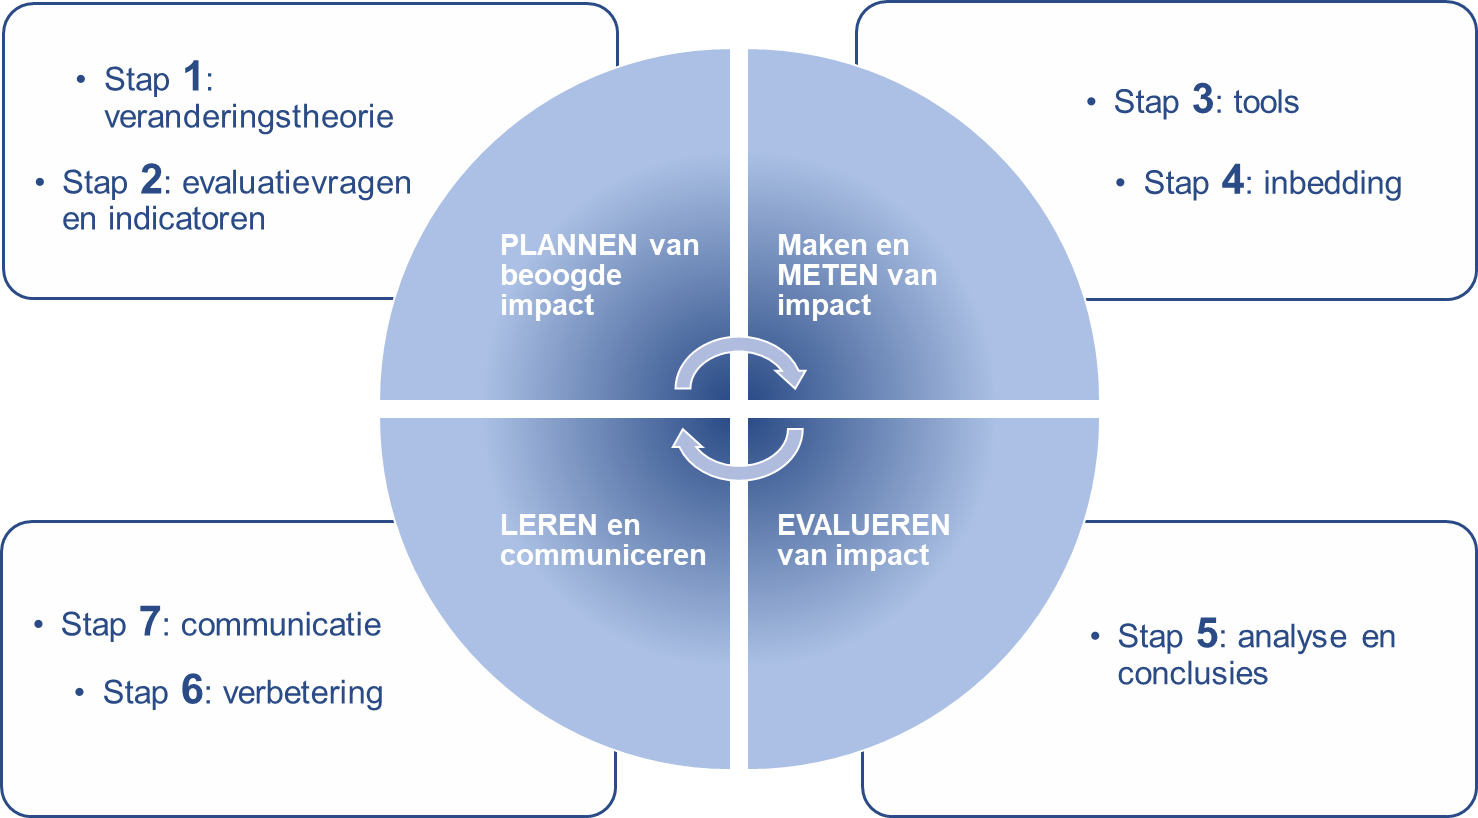 • Stap 1:
veranderingstheorie
• Stap 2: evaluatievragen
en indicatoren
• Stap 3: tools
• Stap 4: inbedding
PLANNEN van
beoogde
impact
Maken en
METEN van
impact
LEREN en
communiceren
EVALUEREN
van impact
• Stap 7: communicatie
• Stap 6: verbetering
• Stap 5: analyse en
conclusies